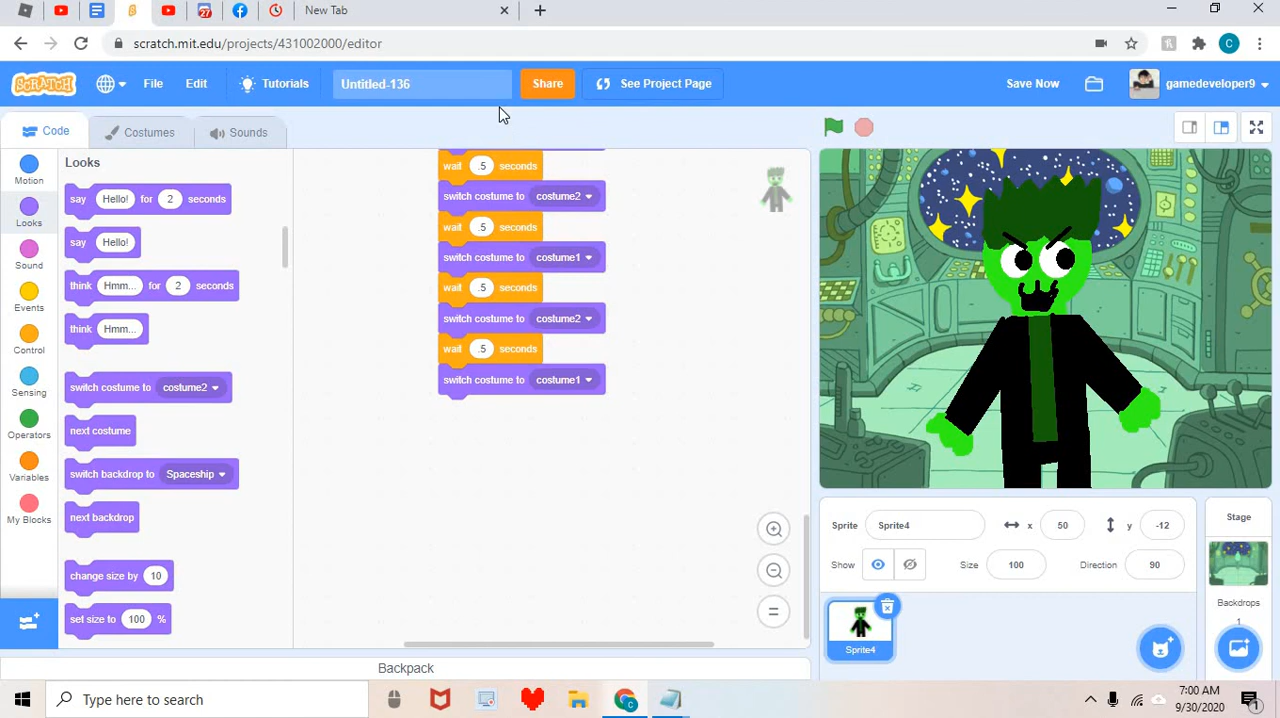 New Tab
scratch.mit.edu/projects/431002000/editor
SCRATCH File Edit Tutorials Untitled-136 Share See Project Page Save Now gamedeveloper9
Code Costumes Sounds
Motion
Looks
Sound
Events
Control
Sensing
Operators
Variables
My Blocks
Looks
say Hello! for 2 seconds
say Hello!
think Hmm... for 2 seconds
think Hmm...
switch costume to costume2
next costume
switch backdrop to Spaceship
next backdrop
change size by 10
set size to 100 %
wait .5 seconds
switch costume to costume2
wait .5 seconds
switch costume to costume1
wait .5 seconds
switch costume to costume2
wait .5 seconds
switch costume to costume1
Sprite Sprite4 x 50 y -12
Show Size 100 Direction 90
Sprite4
Stage
Backdrops
1
Backpack
Type here to search
7:00 AM
9/30/2020